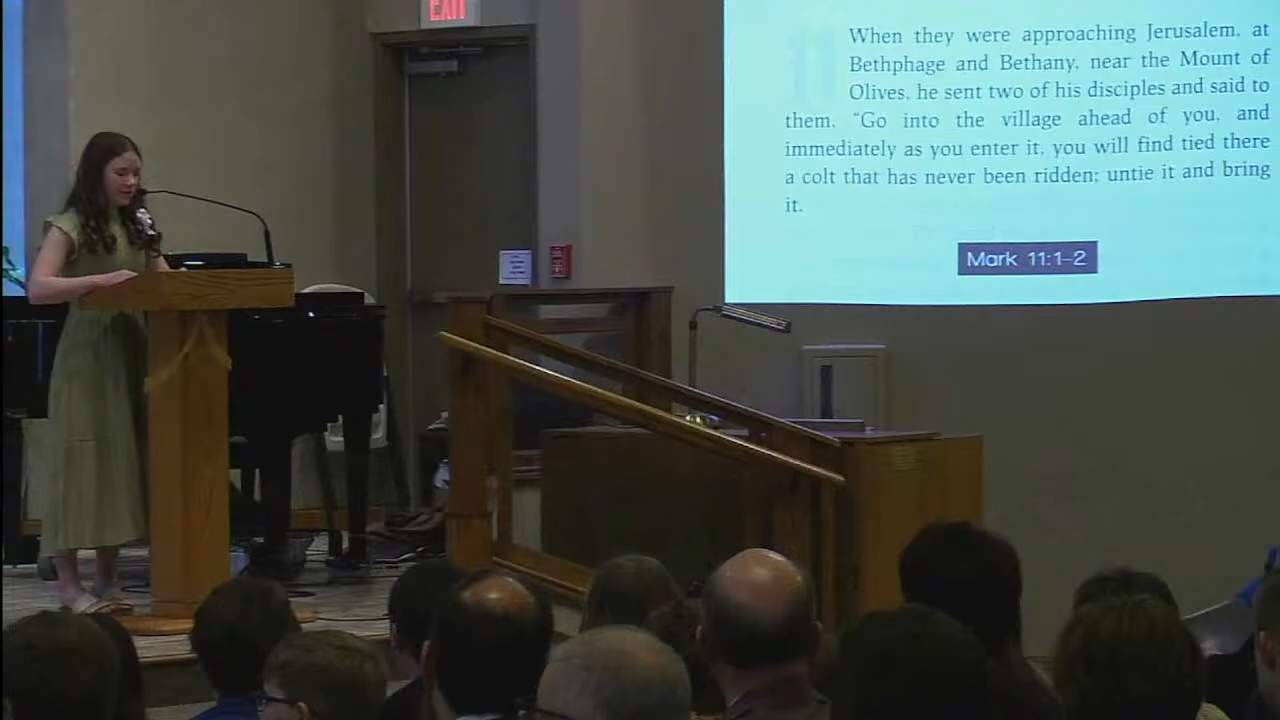 EXIT
11
When they were approaching Jerusalem, at
Bethphage and Bethany, near the Mount of
Olives, he sent two of his disciples and said to
them, “Go into the village ahead of you, and
immediately as you enter it, you will find tied there
a colt that has never been ridden; untie it and bring
it.
Mark 11:1–2